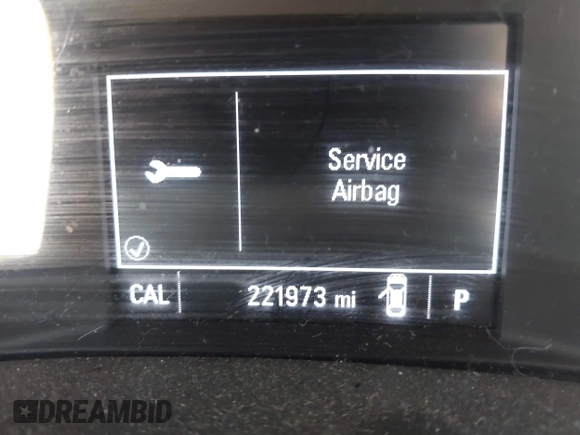 Service
Airbag
CAL 221973 mi P
DREAMBID